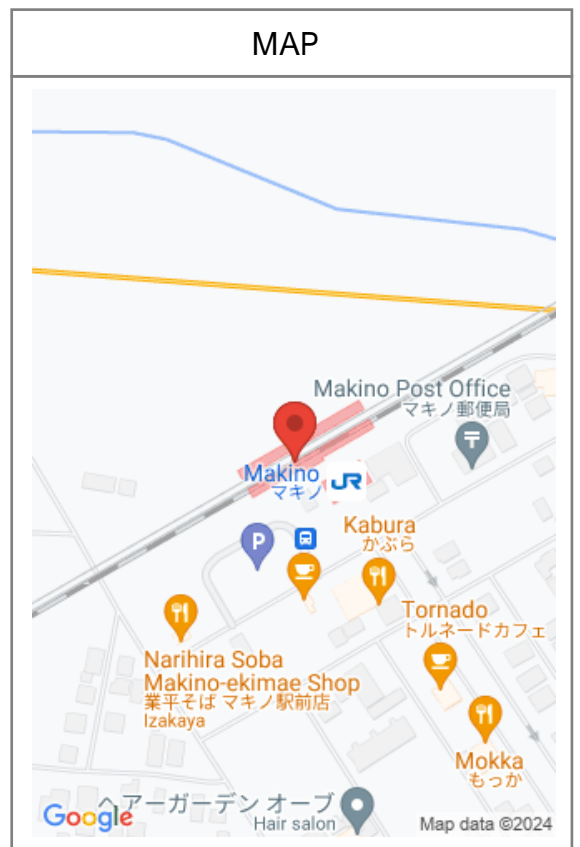 MAP
Makino Post Office
マキノ郵便局
Makino
マキノ
JR
P
Kabura
かぶら
Tornado
トルネードカフェ
Narihira Soba
Makino-ekimae Shop
業平そば マキノ駅前店
Izakaya
Mokka
もっか
ヘアーガーデン オーブ
Hair salon
Google
Map data ©2024